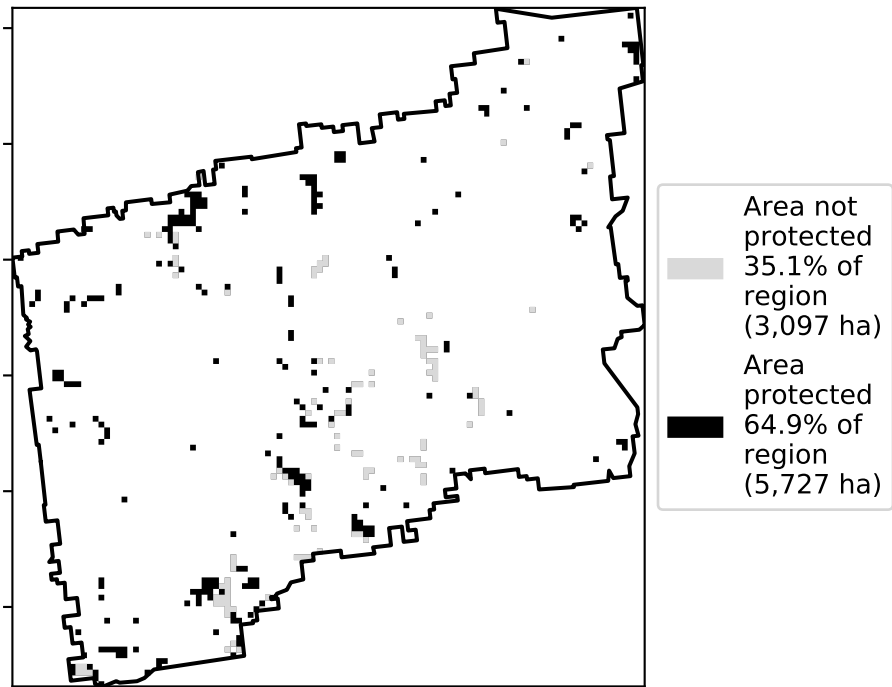 Area not
protected
35.1% of
region
(3,097 ha)
Area
protected
64.9% of
region
(5,727 ha)